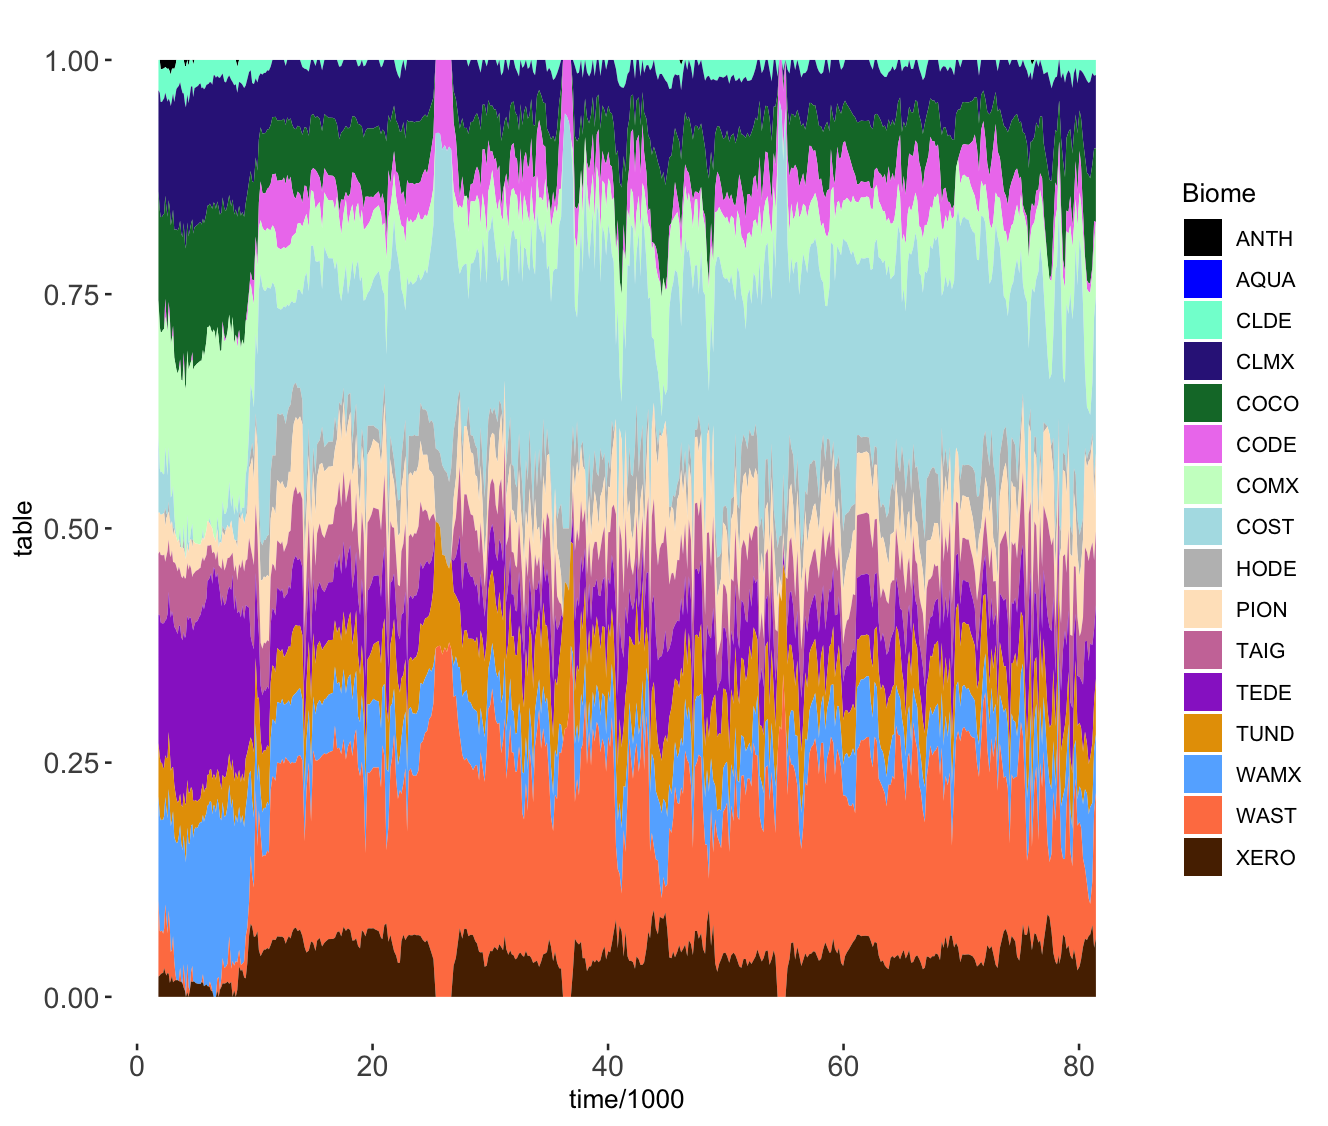 1.00
0.75
0.50
0.25
0.00
table
0 20 40 60 80
time/1000
Biome
ANTH
AQUA
CLDE
CLMX
COCO
CODE
COMX
COST
HODE
PION
TAIG
TEDE
TUND
WAMX
WAST
XERO